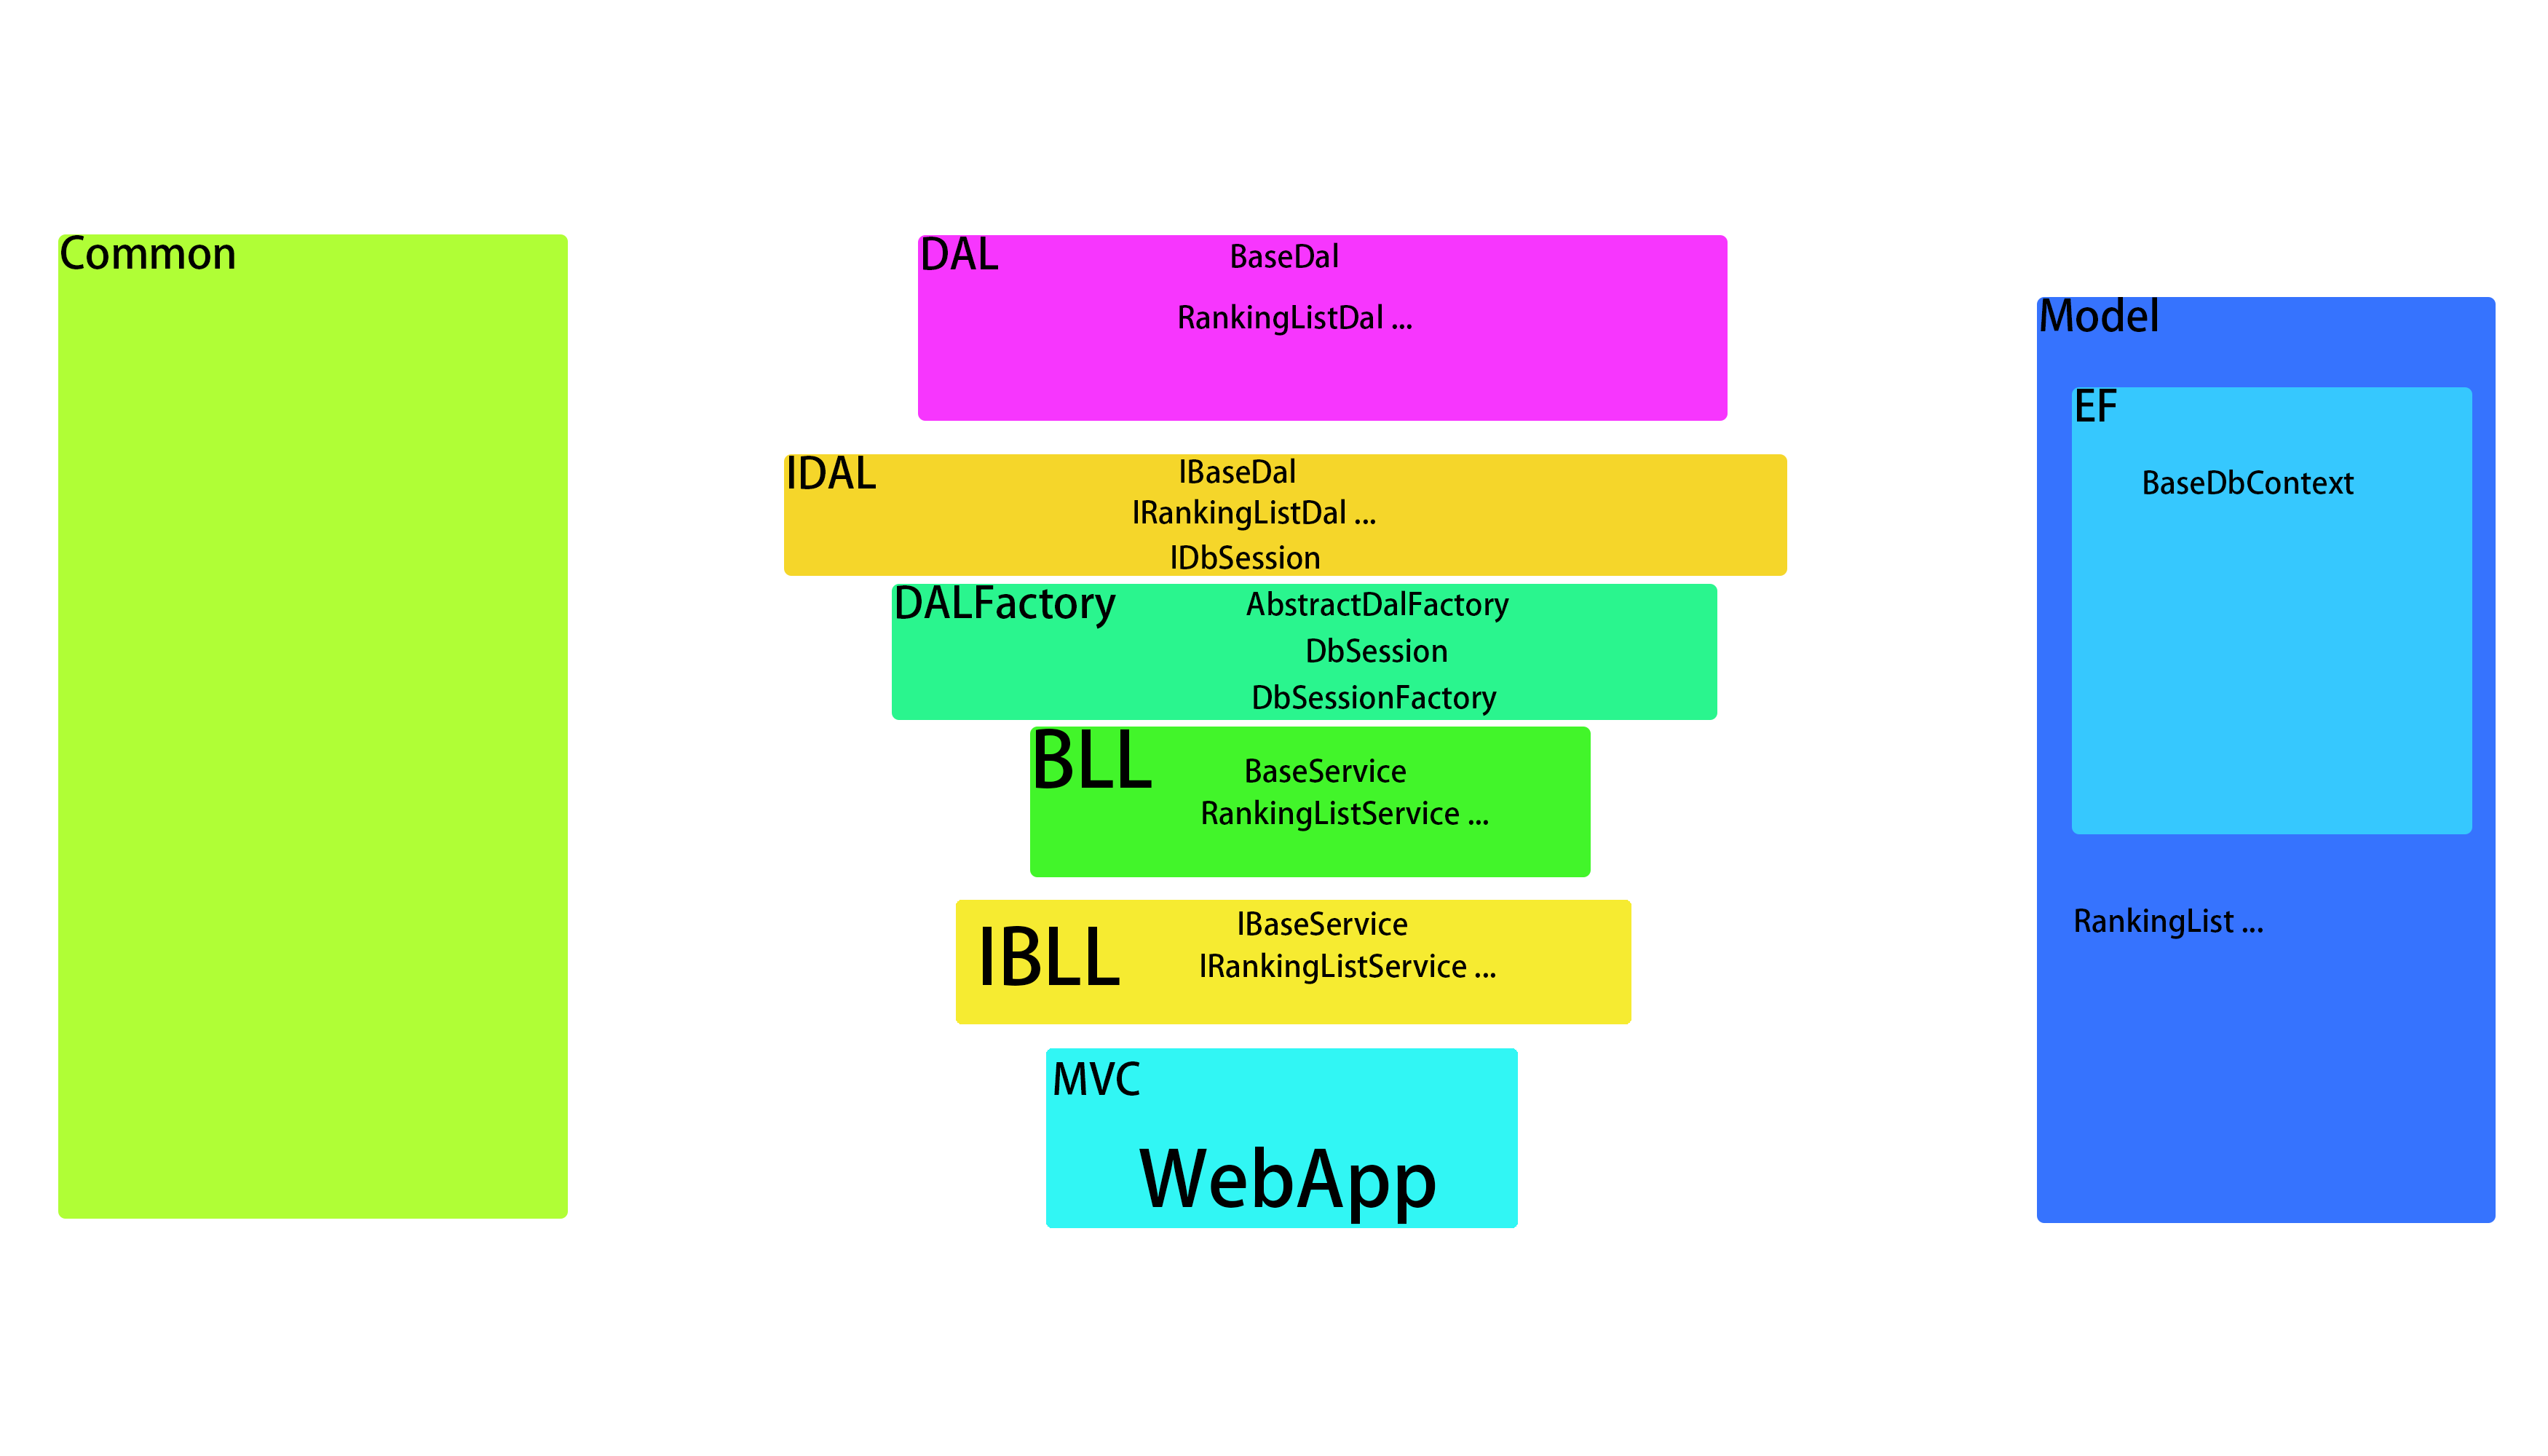 Common
DAL
BaseDal
RankingListDal ...
IDAL
IBaseDal
IRankingListDal ...
IDbSession
DALFactory
AbstractDalFactory
DbSession
DbSessionFactory
BLL
BaseService
RankingListService ...
IBLL
IBaseService
IRankingListService ...
MVC
WebApp
Model
EF
BaseDbContext
RankingList ...